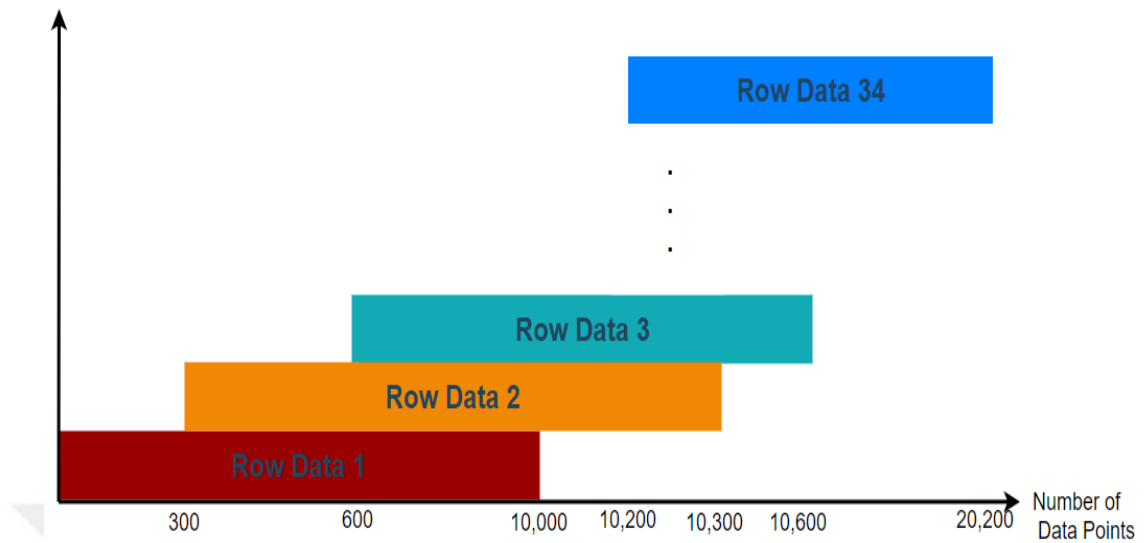 Row Data 34
Row Data 3
Row Data 2
Row Data 1
300
600
10,000
10,200
10,300
10,600
20,200
Number of
Data Points